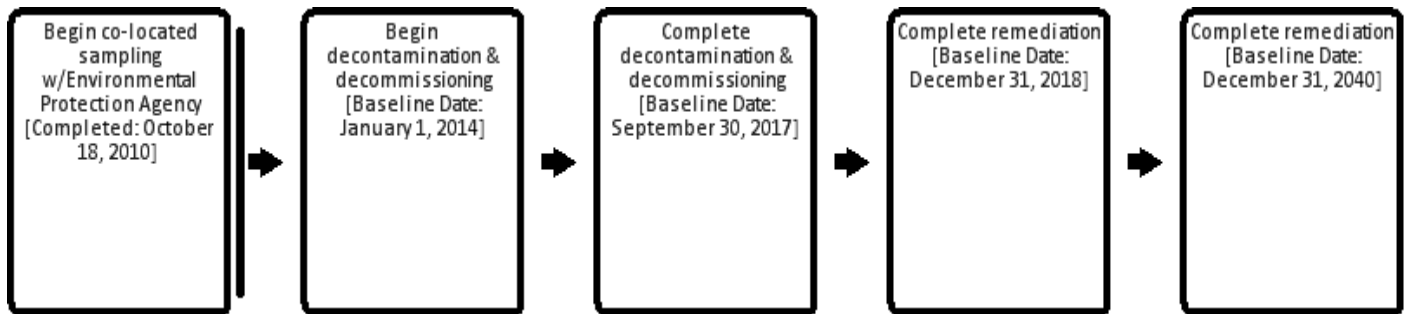 Begin co-located
sampling
w/Environmental
Protection Agency
[Completed: October
18, 2010]
Begin
decontamination &
decommissioning
[Baseline Date:
January 1, 2014]
Complete
decontamination &
decommissioning
[Baseline Date:
September 30, 2017]
Complete remediation
[Baseline Date:
December 31, 2018]
Complete remediation
[Baseline Date:
December 31, 2040]